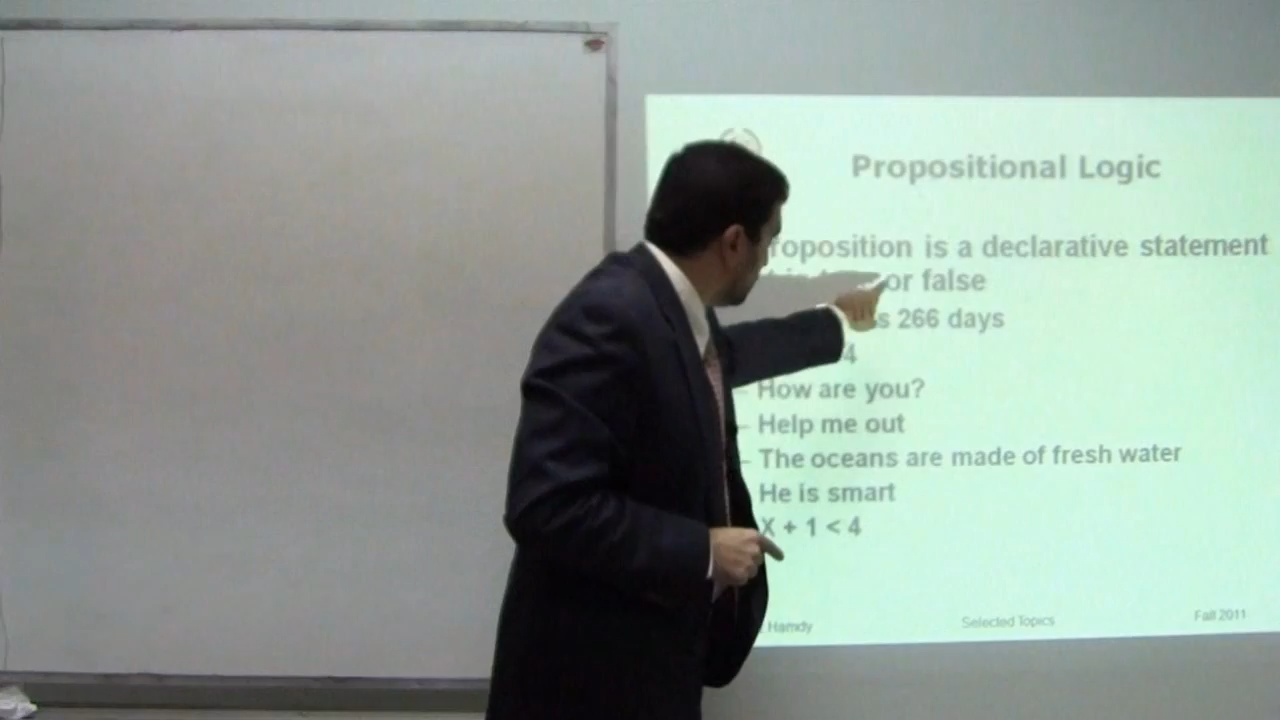 Propositional Logic
roposition is a declarative statement
or false
s 266 days
4
– How are you?
– Help me out
– The oceans are made of fresh water
He is smart
X + 1 < 4
Hamdy
Selected Topics
Fall 2011